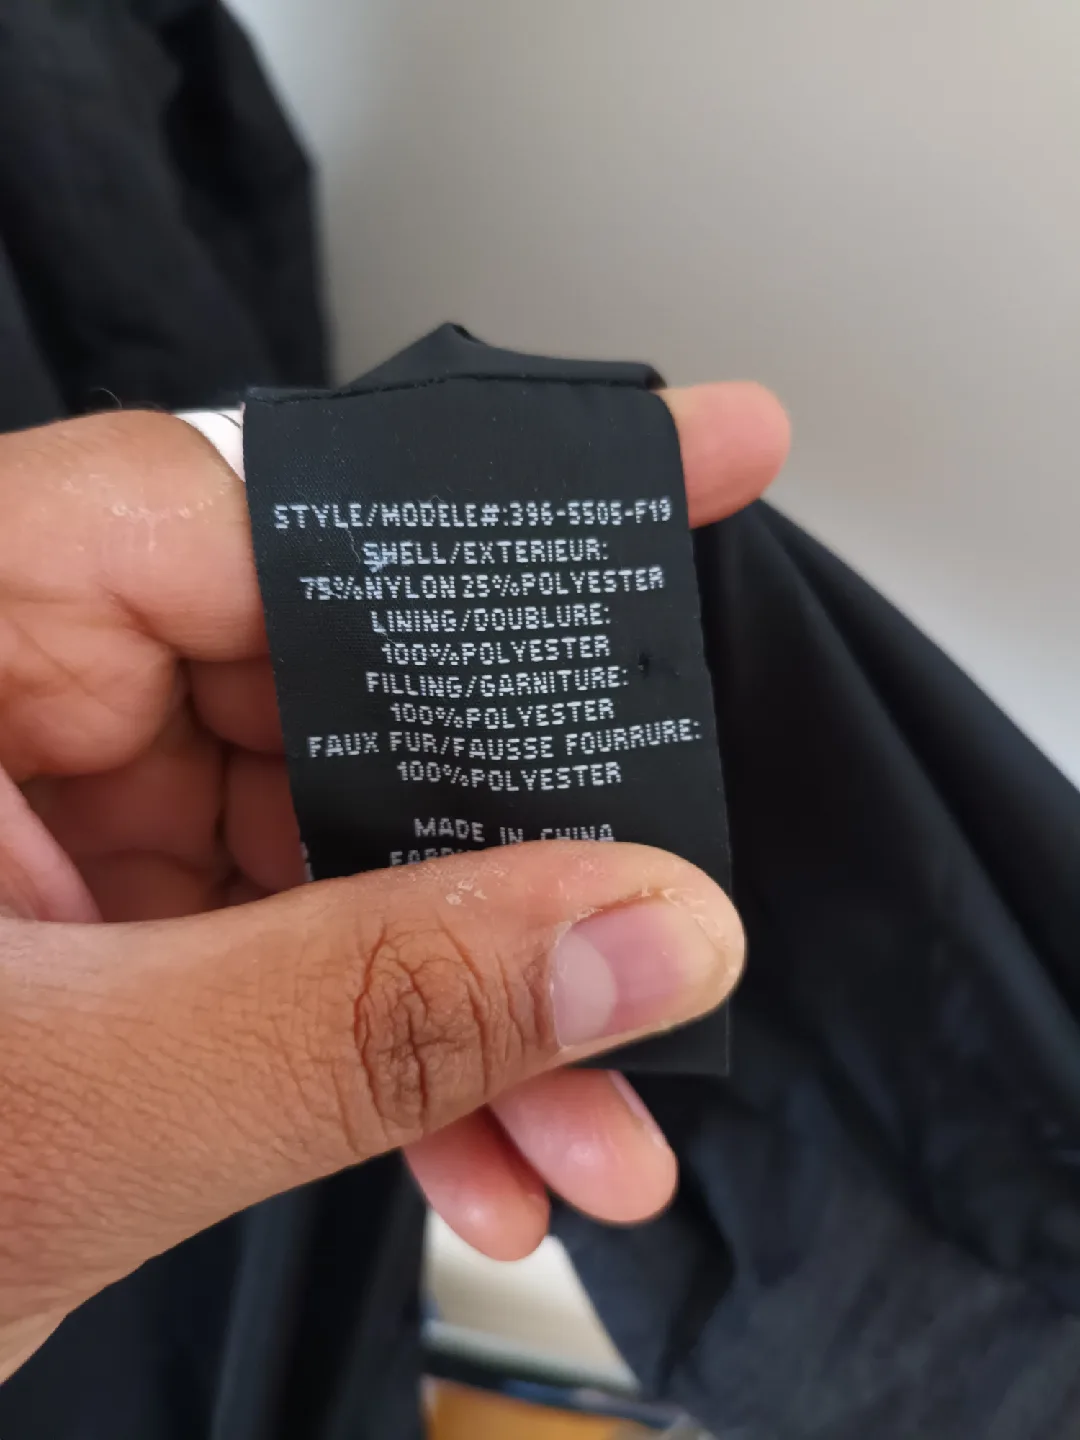 STYLE/MODELE#:396-5505-F19
SHELL/EXTERIEUR:
75%NYLON 25%POLYESTER
LINING/DOUBLURE:
100%POLYESTER
FILLING/GARNITURE:
100%POLYESTER
FAUX FUR/FAUSSE FOURRURE:
100%POLYESTER
MADE IN CHINA